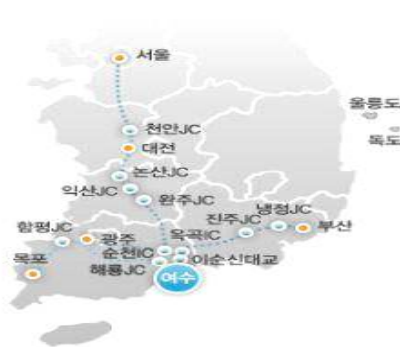 서울
울릉도
독도
천안JC
대전
논산JC
익산JC
완주JC
냉정JC
진주JC
부산
함평JC
광주
옥곡IC
순천IC
이순신대교
목포
해룡JC
여수